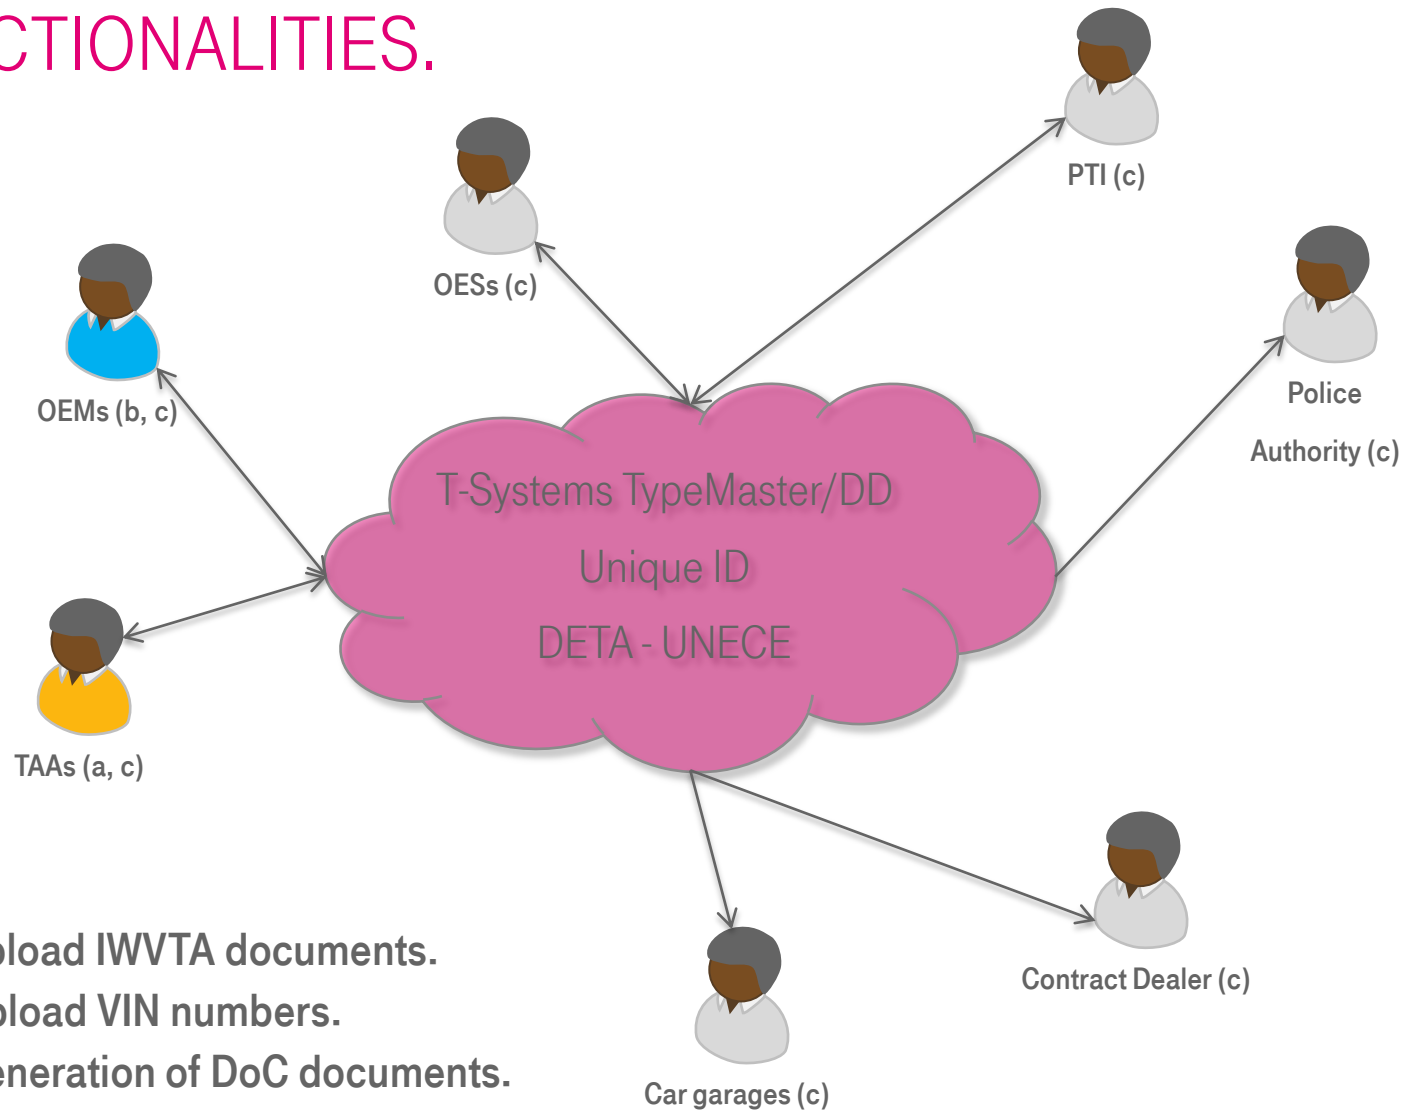 CTIONALITIES.
PTI (c)
OESs (c)
OEMs (b, c)
Police
Authority (c)
T-Systems TypeMaster/DD
Unique ID
DETA - UNECE
TAAs (a, c)
Contract Dealer (c)
Car garages (c)
pload IWVTA documents.
pload VIN numbers.
eneration of DoC documents.